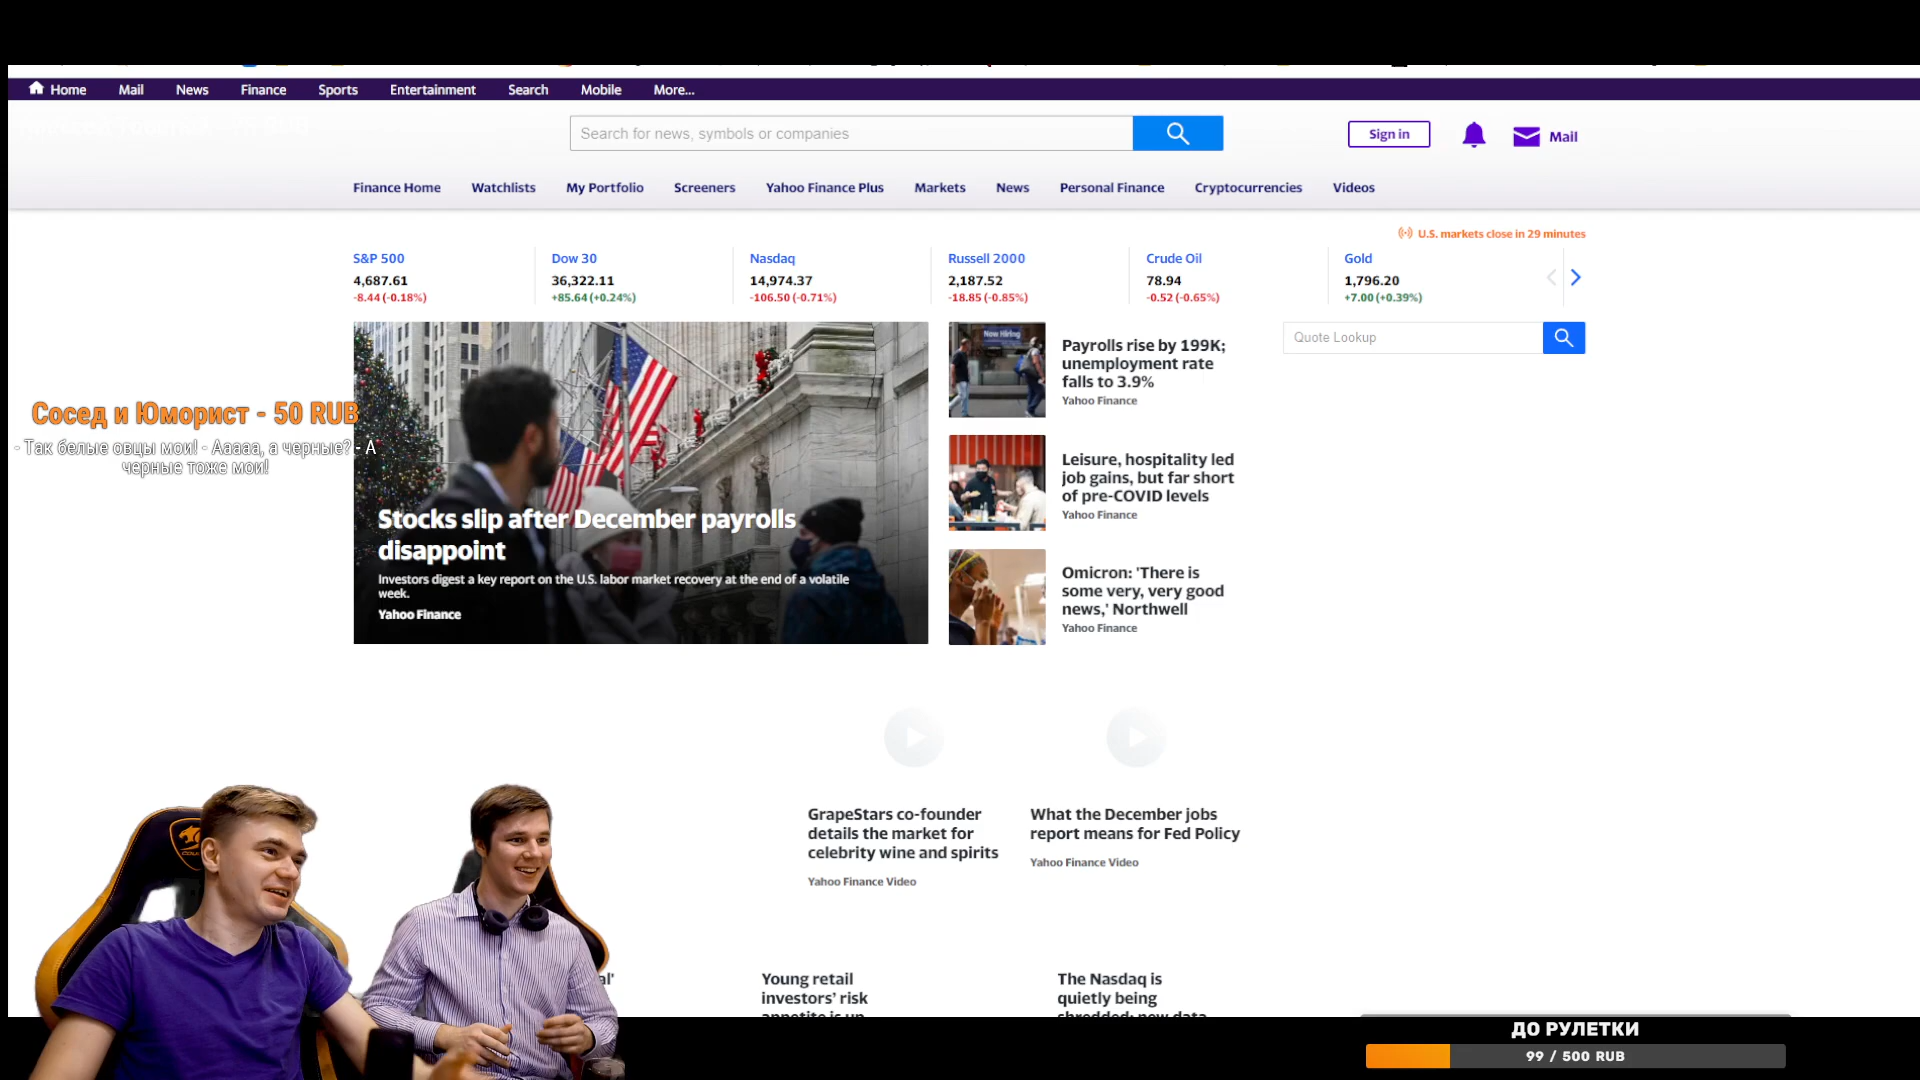 Home Mail News Finance Sports Entertainment Search Mobile More...
Search for news, symbols or companies
Sign in
Mail
Finance Home Watchlists My Portfolio Screeners Yahoo Finance Plus Markets News Personal Finance Cryptocurrencies Videos
U.S. markets close in 29 minutes
S&P 500
4,687.61
-8.44 (-0.18%)
Dow 30
36,322.11
+85.64 (+0.24%)
Nasdaq
14,974.37
-106.50 (-0.71%)
Russell 2000
2,187.52
-18.85 (-0.85%)
Crude Oil
78.94
-0.52 (-0.65%)
Gold
1,796.20
+7.00 (+0.39%)
Quote Lookup
Сосед и Юморист - 50 RUB
- Так белые овцы мои! - Ааааа, а черные? - А
черные тоже мои!
Stocks slip after December payrolls
disappoint
Investors digest a key report on the U.S. labor market recovery at the end of a volatile
week.
Yahoo Finance
Now Hiring
Payrolls rise by 199K;
unemployment rate
falls to 3.9%
Yahoo Finance
Leisure, hospitality led
job gains, but far short
of pre-COVID levels
Yahoo Finance
Omicron: 'There is
some very, very good
news,' Northwell
Yahoo Finance
GrapeStars co-founder
details the market for
celebrity wine and spirits
Yahoo Finance Video
What the December jobs
report means for Fed Policy
Yahoo Finance Video
al'
Young retail
investors' risk
appetite is up
The Nasdaq is
quietly being
shredded: new data
ДО РУЛЕТКИ
99 / 500 RUB